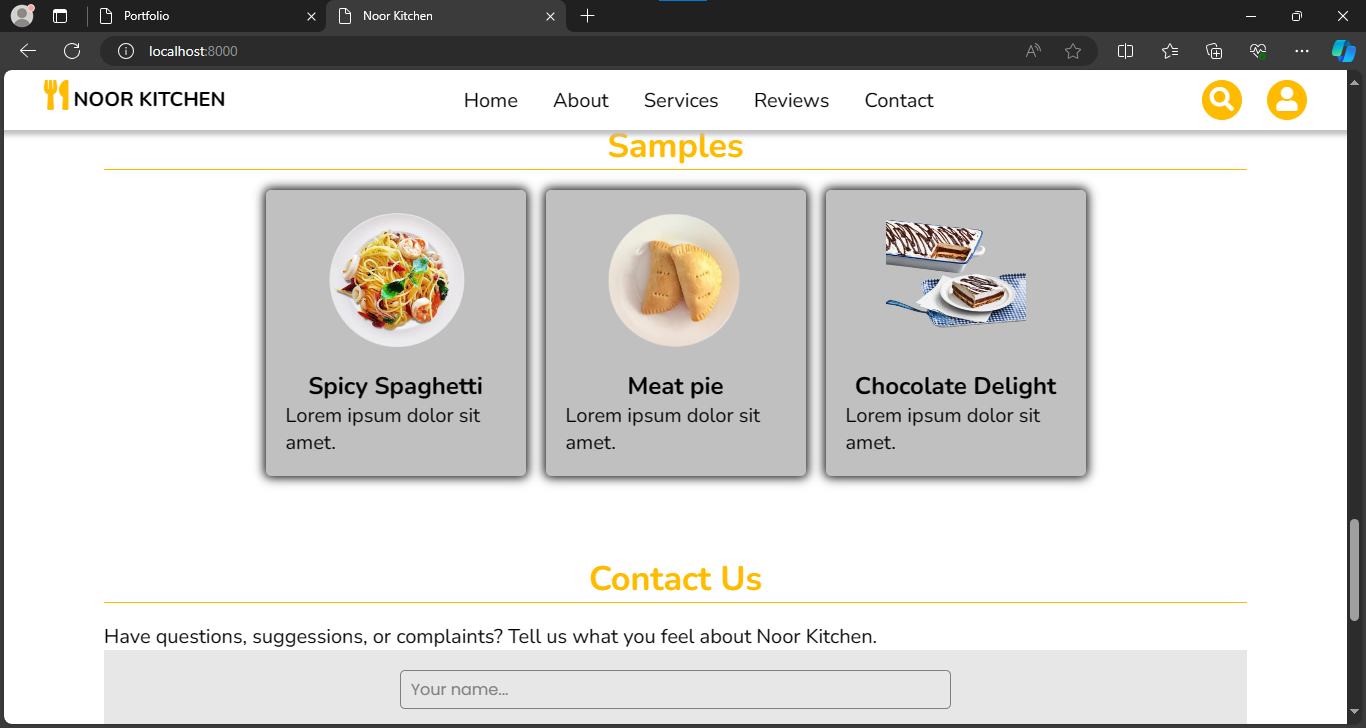 Portfolio
Noor Kitchen
localhost:8000
NOOR KITCHEN
Home About Services Reviews Contact
Samples
Spicy Spaghetti
Lorem ipsum dolor sit
amet.
Meat pie
Lorem ipsum dolor sit
amet.
Chocolate Delight
Lorem ipsum dolor sit
amet.
Contact Us
Have questions, suggessions, or complaints? Tell us what you feel about Noor Kitchen.
Your name...